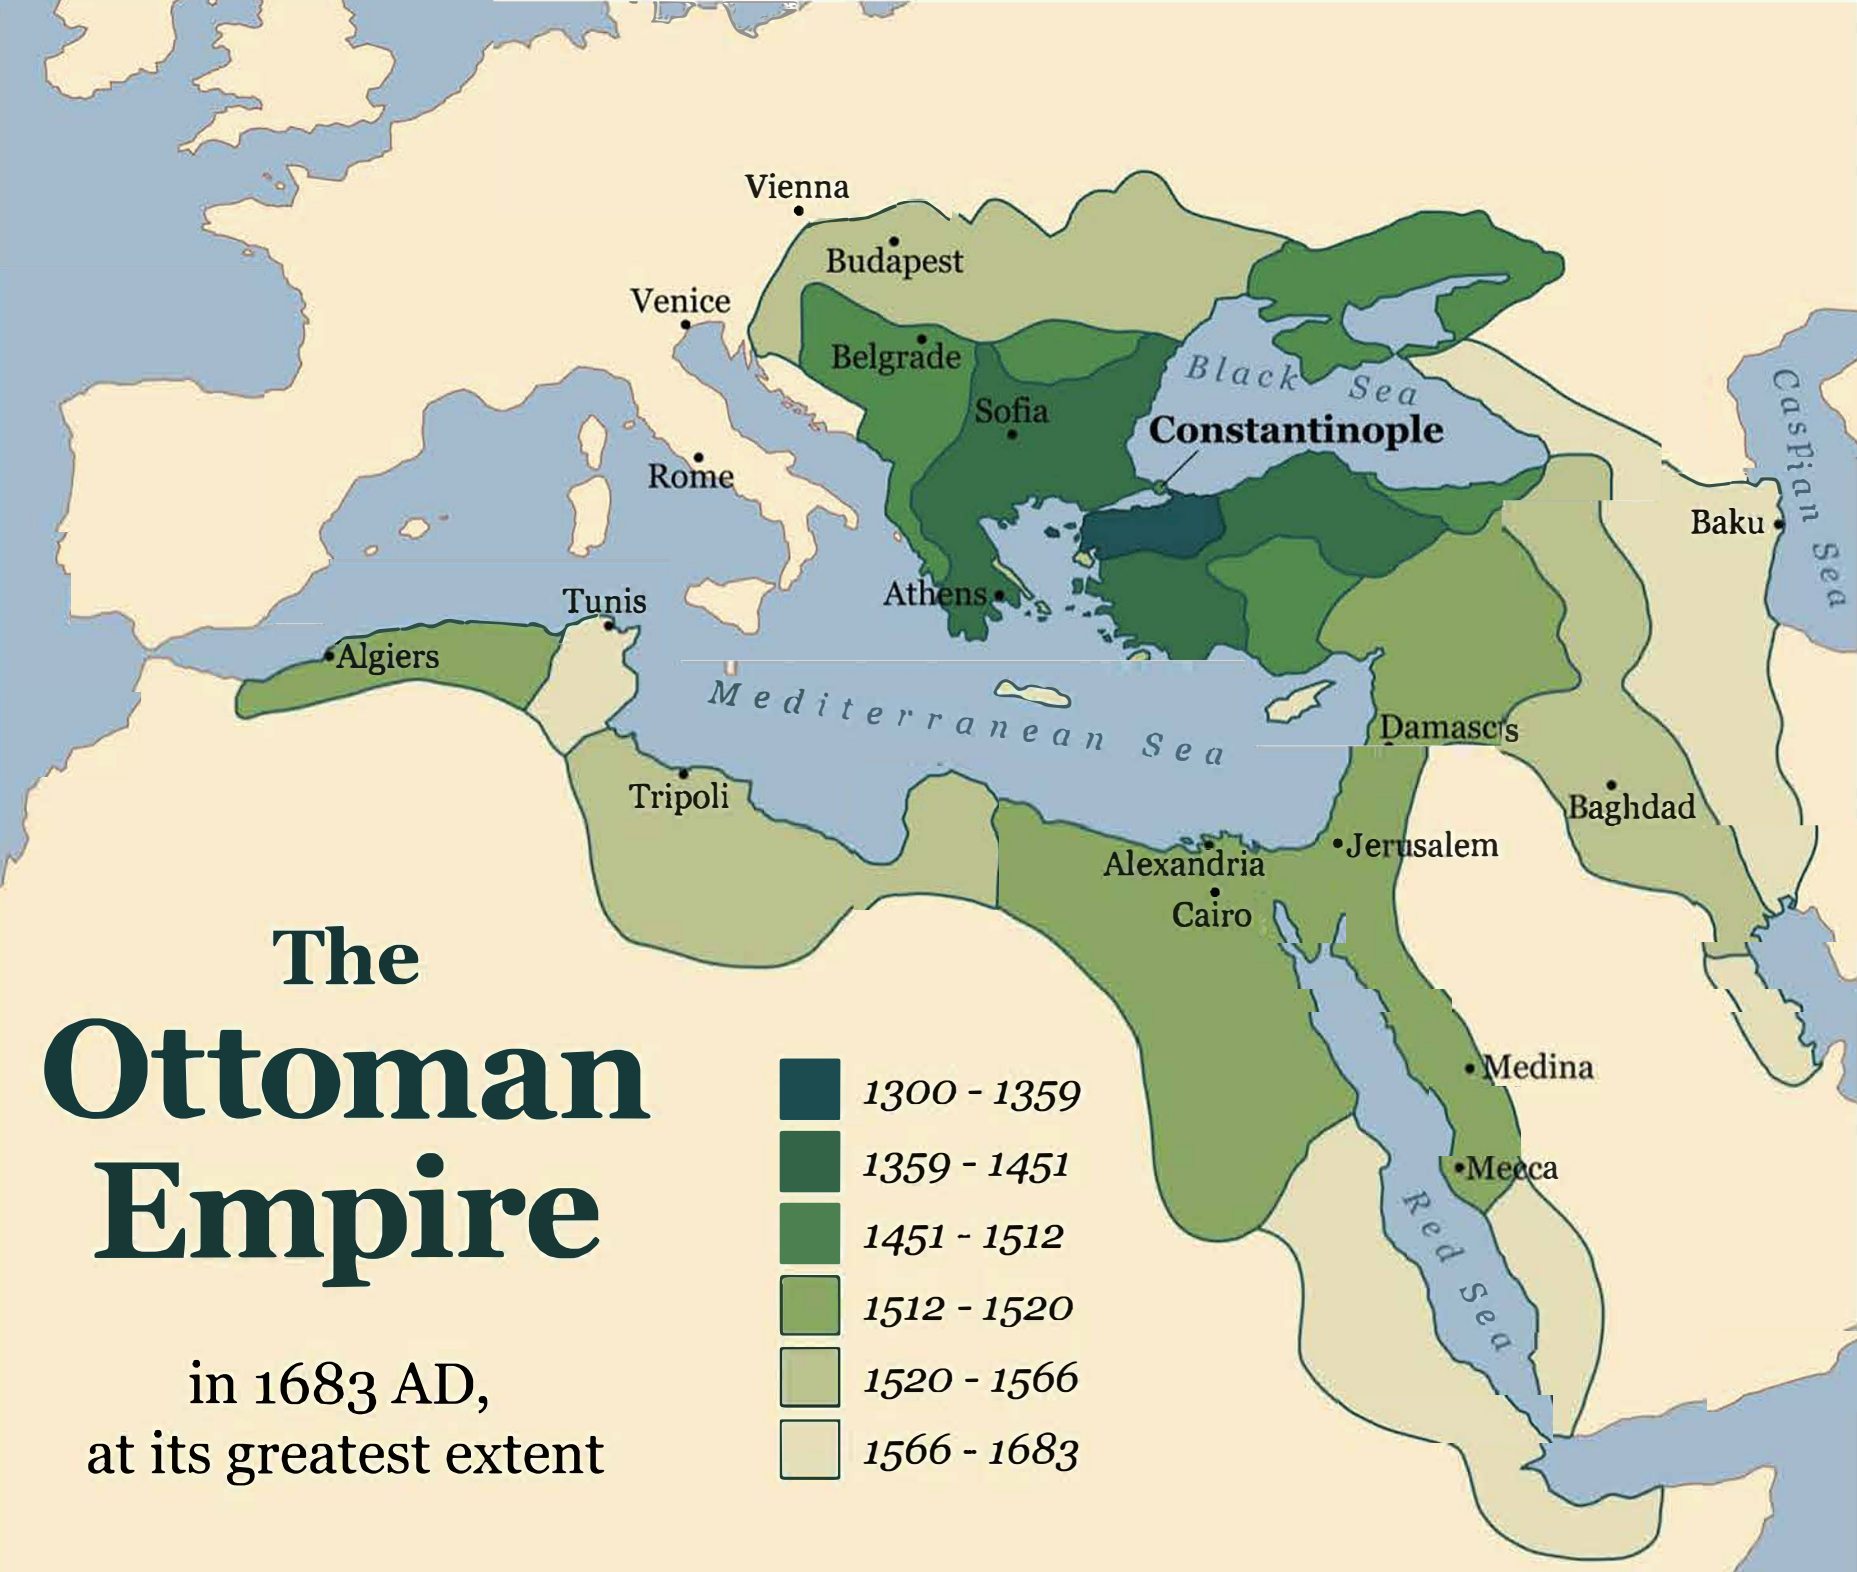 Vienna
Budapest
Venice
Belgrade
Black Sea
Caspian Sea
Sofia
Constantinople
Rome
Baku
Athens
Tunis
Algiers
Mediterranean Sea
Damascus
Tripoli
Baghdad
Jerusalem
Alexandria
Cairo
Medina
Mecca
Red Sea
The
Ottoman
Empire
in 1683 AD,
at its greatest extent
1300 - 1359
1359 - 1451
1451 - 1512
1512 - 1520
1520 - 1566
1566 - 1683